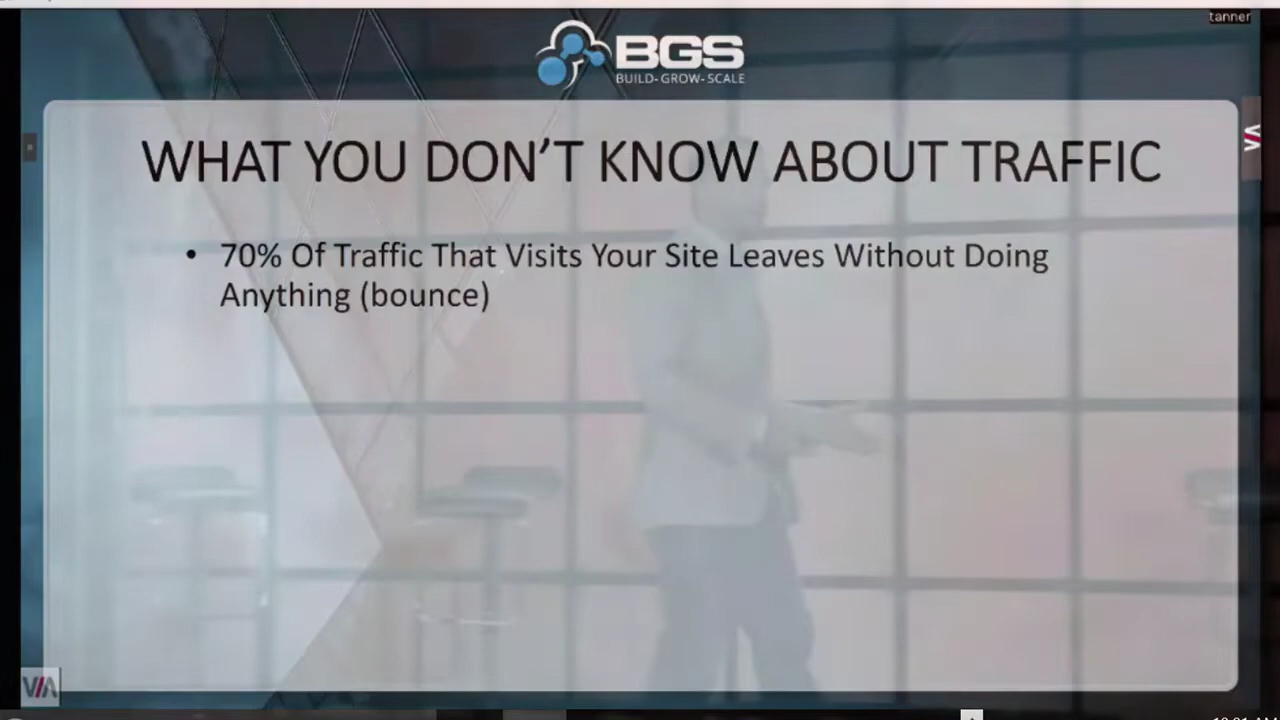 tanner
BGS
BUILD-GROW-SCALE
WHAT YOU DON’T KNOW ABOUT TRAFFIC
• 70% Of Traffic That Visits Your Site Leaves Without Doing
Anything (bounce)
VIA